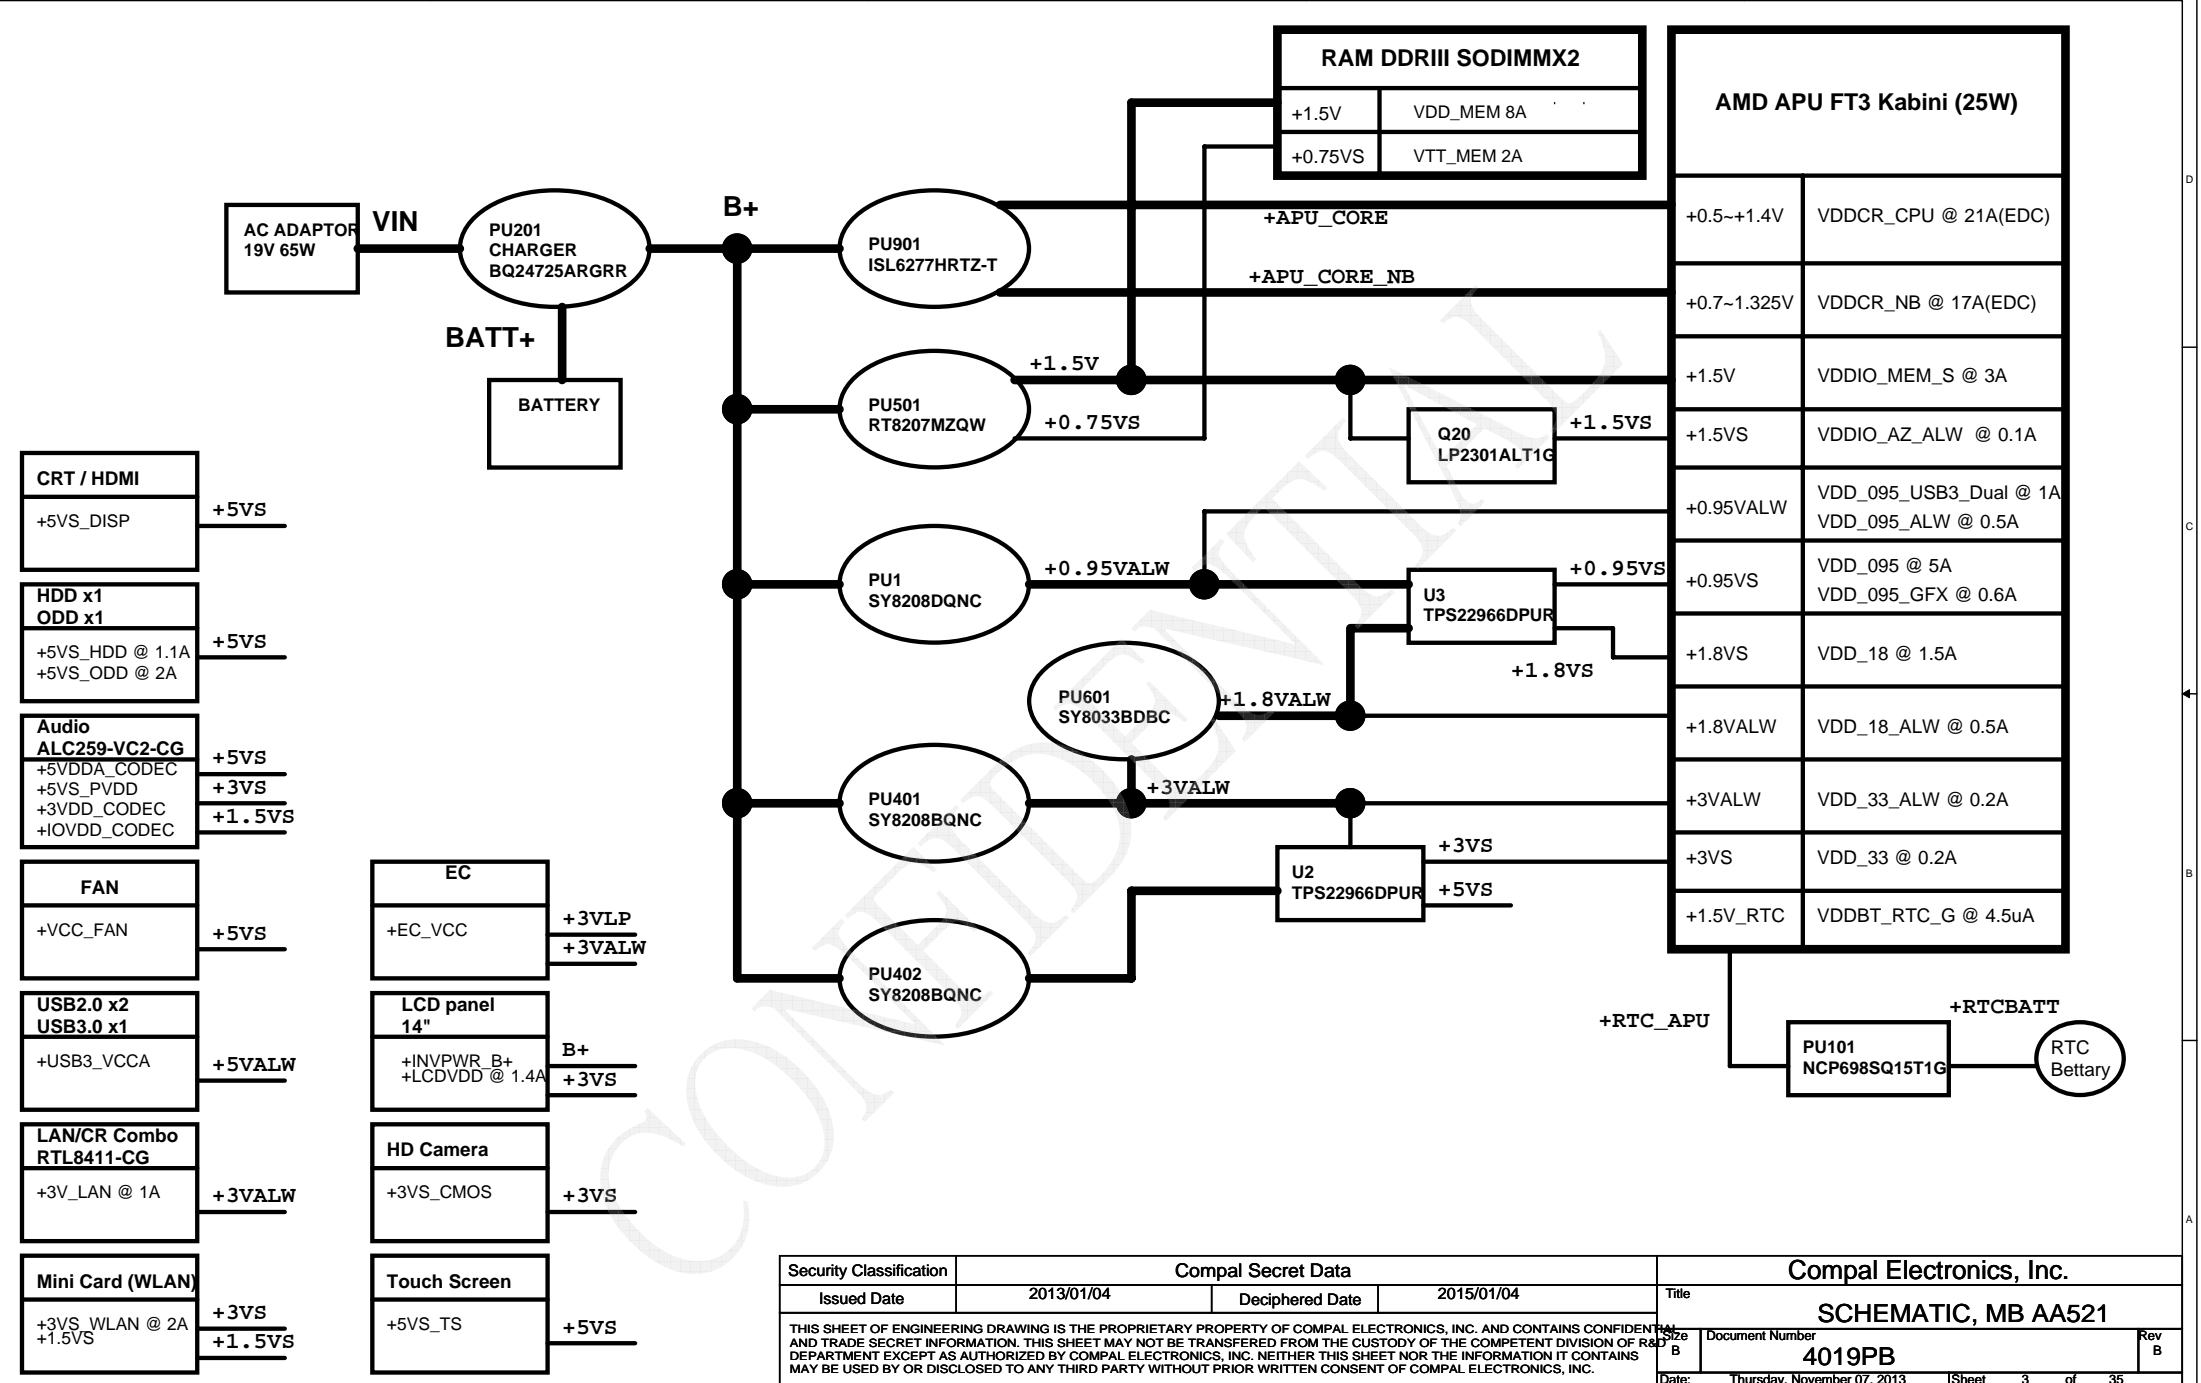 RAM DDRIII SODIMMX2
+1.5V VDD_MEM 8A
+0.75VS VTT_MEM 2A
AMD APU FT3 Kabini (25W)
+0.5~+1.4V VDDCR_CPU @ 21A(EDC)
+0.7~1.325V VDDCR_NB @ 17A(EDC)
+1.5V VDDIO_MEM_S @ 3A
+1.5VS VDDIO_AZ_ALW @ 0.1A
+0.95VALW VDD_095_USB3_Dual @ 1A
VDD_095_ALW @ 0.5A
+0.95VS VDD_095 @ 5A
VDD_095_GFX @ 0.6A
+1.8VS VDD_18 @ 1.5A
+1.8VALW VDD_18_ALW @ 0.5A
+3VALW VDD_33_ALW @ 0.2A
+3VS VDD_33 @ 0.2A
+1.5V_RTC VDDBT_RTC_G @ 4.5uA
AC ADAPTOR
19V 65W
VIN
PU201
CHARGER
BQ24725ARGRR
BATT+
BATTERY
B+
PU901
ISL6277HRTZ-T
+APU_CORE
+APU_CORE_NB
PU501
RT8207MZQW
+1.5V
+0.75VS
Q20
LP2301ALT1G
+1.5VS
PU1
SY8208DQNC
+0.95VALW
U3
TPS22966DPUR
+0.95VS
+1.8VS
PU601
SY8033BDBC
+1.8VALW
PU401
SY8208BQNC
+3VALW
U2
TPS22966DPUR
+3VS
+5VS
PU402
SY8208BQNC
+RTC_APU
PU101
NCP698SQ15T1G
+RTCBATT
RTC
Bettary
CRT / HDMI
+5VS_DISP
+5VS
HDD x1
ODD x1
+5VS_HDD @ 1.1A
+5VS_ODD @ 2A
+5VS
Audio
ALC259-VC2-CG
+5VDDA_CODEC
+5VS_PVDD
+3VDD_CODEC
+IOVDD_CODEC
+5VS
+3VS
+1.5VS
FAN
+VCC_FAN
+5VS
USB2.0 x2
USB3.0 x1
+USB3_VCCA
+5VALW
LAN/CR Combo
RTL8411-CG
+3V_LAN @ 1A
+3VALW
Mini Card (WLAN)
+3VS_WLAN @ 2A
+1.5VS
+3VS
+1.5VS
EC
+EC_VCC
+3VLP
+3VALW
LCD panel
14"
+INVPWR_B+
+LCDVDD @ 1.4A
B+
+3VS
HD Camera
+3VS_CMOS
+3VS
Touch Screen
+5VS_TS
+5VS
CONFIDENTIAL
D
C
B
A
Security Classification
Compal Secret Data
Issued Date
2013/01/04
Deciphered Date
2015/01/04
THIS SHEET OF ENGINEERING DRAWING IS THE PROPRIETARY PROPERTY OF COMPAL ELECTRONICS, INC. AND CONTAINS CONFIDENTIAL
AND TRADE SECRET INFORMATION. THIS SHEET MAY NOT BE TRANSFERED FROM THE CUSTODY OF THE COMPETENT DIVISION OF R&D
DEPARTMENT EXCEPT AS AUTHORIZED BY COMPAL ELECTRONICS, INC. NEITHER THIS SHEET NOR THE INFORMATION IT CONTAINS
MAY BE USED BY OR DISCLOSED TO ANY THIRD PARTY WITHOUT PRIOR WRITTEN CONSENT OF COMPAL ELECTRONICS, INC.
Compal Electronics, Inc.
Title
SCHEMATIC, MB AA521
Size
B
Document Number
4019PB
Rev
B
Date: Thursday, November 07, 2013
Sheet 3 of 35